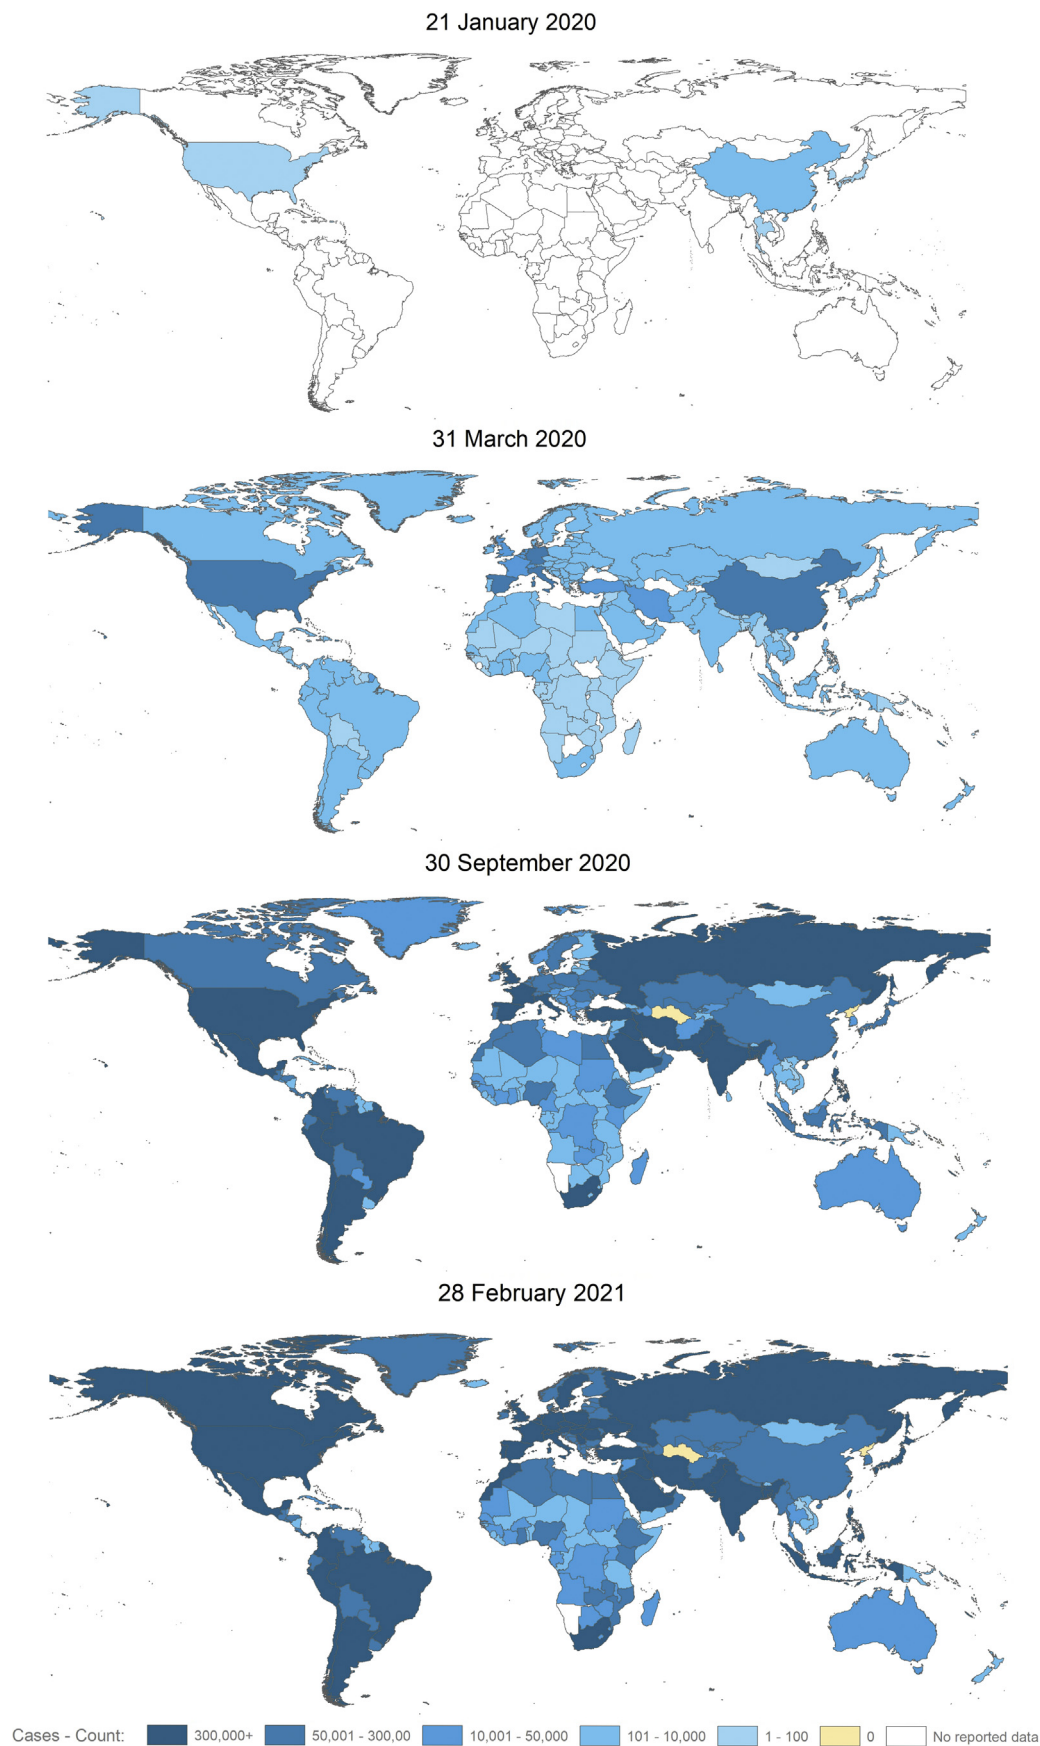 21 January 2020
31 March 2020
30 September 2020
28 February 2021
Cases - Count: 300,000+ 50,001 - 300,00 10,001 - 50,000 101 - 10,000 1 - 100 0 No reported data